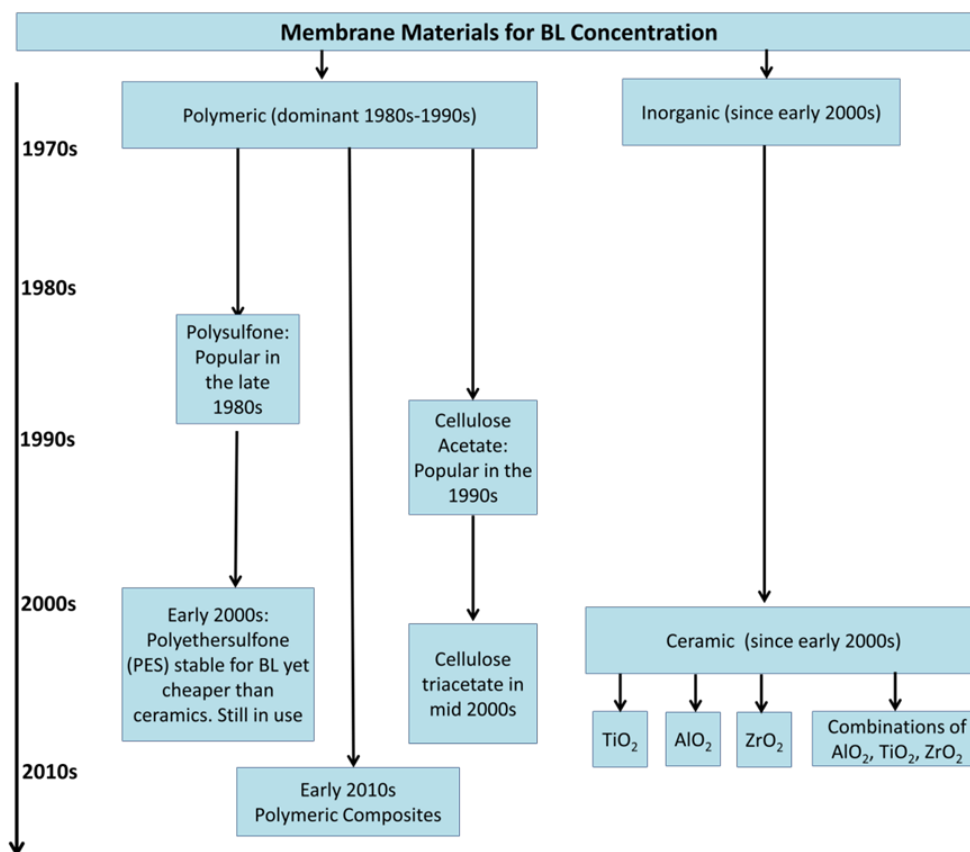 Membrane Materials for BL Concentration
Polymeric (dominant 1980s-1990s)
Inorganic (since early 2000s)
1970s
1980s
Polysulfone:
Popular in
the late
1980s
1990s
Cellulose
Acetate:
Popular in the
1990s
2000s
Early 2000s:
Polyethersulfone
(PES) stable for BL yet
cheaper than
ceramics. Still in use
Cellulose
triacetate in
mid 2000s
Ceramic (since early 2000s)
TiO₂
AlO₂
ZrO₂
Combinations of
AlO₂, TiO₂, ZrO₂
2010s
Early 2010s
Polymeric Composites